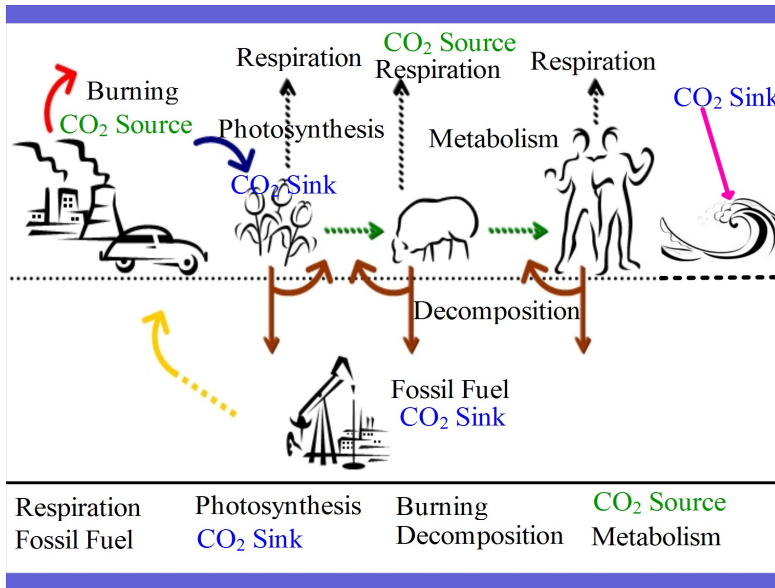 CO₂ Source
Respiration
Respiration
Respiration
Burning
CO₂ Source
CO₂ Sink
Photosynthesis
Metabolism
CO₂ Sink
Decomposition
Fossil Fuel
CO₂ Sink
Respiration
Fossil Fuel
Photosynthesis
CO₂ Sink
Burning
Decomposition
CO₂ Source
Metabolism